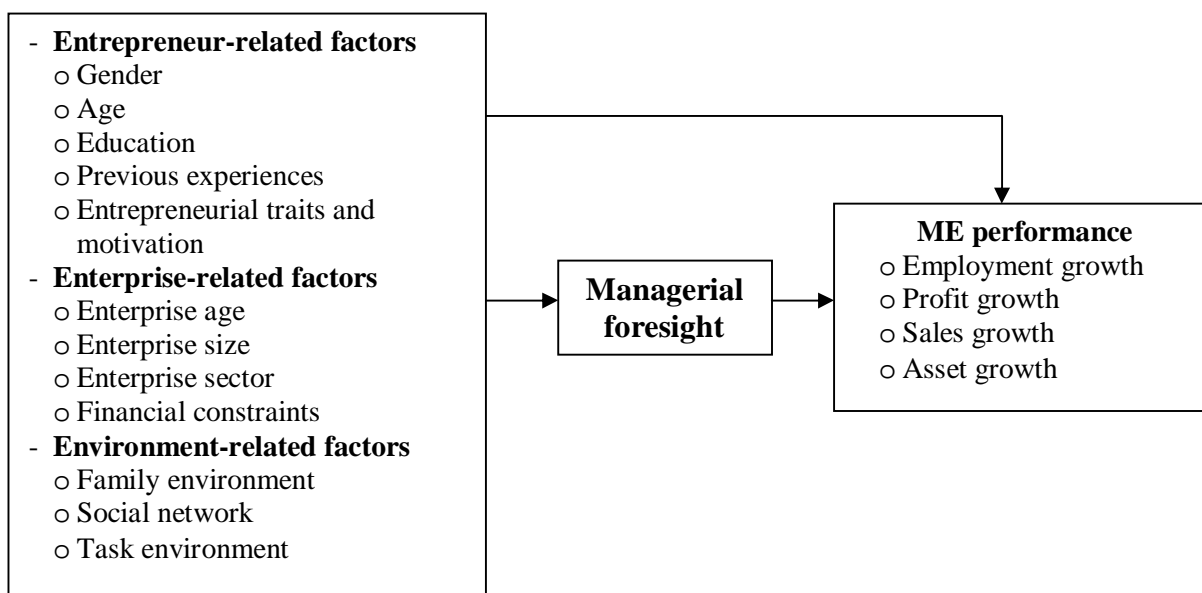 - Entrepreneur-related factors
o Gender
o Age
o Education
o Previous experiences
o Entrepreneurial traits and
motivation
- Enterprise-related factors
o Enterprise age
o Enterprise size
o Enterprise sector
o Financial constraints
- Environment-related factors
o Family environment
o Social network
o Task environment
Managerial
foresight
ME performance
o Employment growth
o Profit growth
o Sales growth
o Asset growth